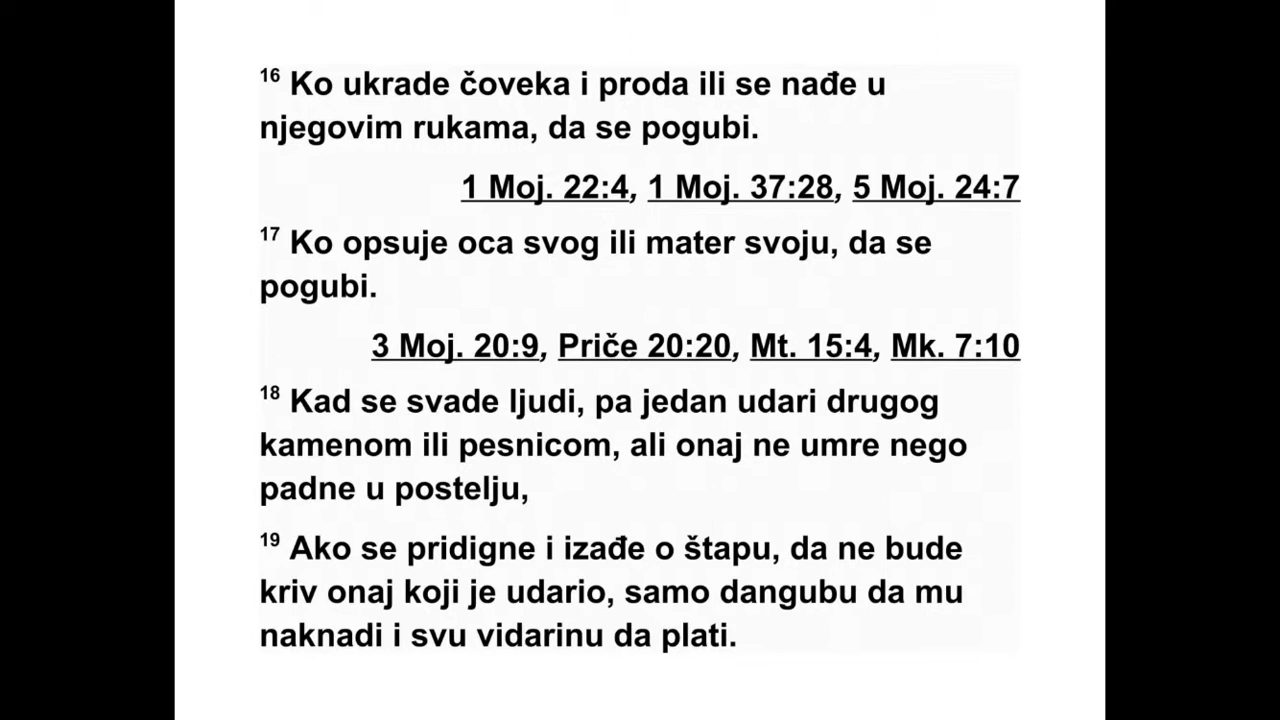 16 Ko ukrade čoveka i proda ili se nađe u
njegovim rukama, da se pogubi.
1 Moj. 22:4, 1 Moj. 37:28, 5 Moj. 24:7
17 Ko opsuje oca svog ili mater svoju, da se
pogubi.
3 Moj. 20:9, Priče 20:20, Mt. 15:4, Mk. 7:10
18 Kad se svade ljudi, pa jedan udari drugog
kamenom ili pesnicom, ali onaj ne umre nego
padne u postelju,
19 Ako se pridigne i izađe o štapu, da ne bude
kriv onaj koji je udario, samo dangubu da mu
naknadi i svu vidarinu da plati.